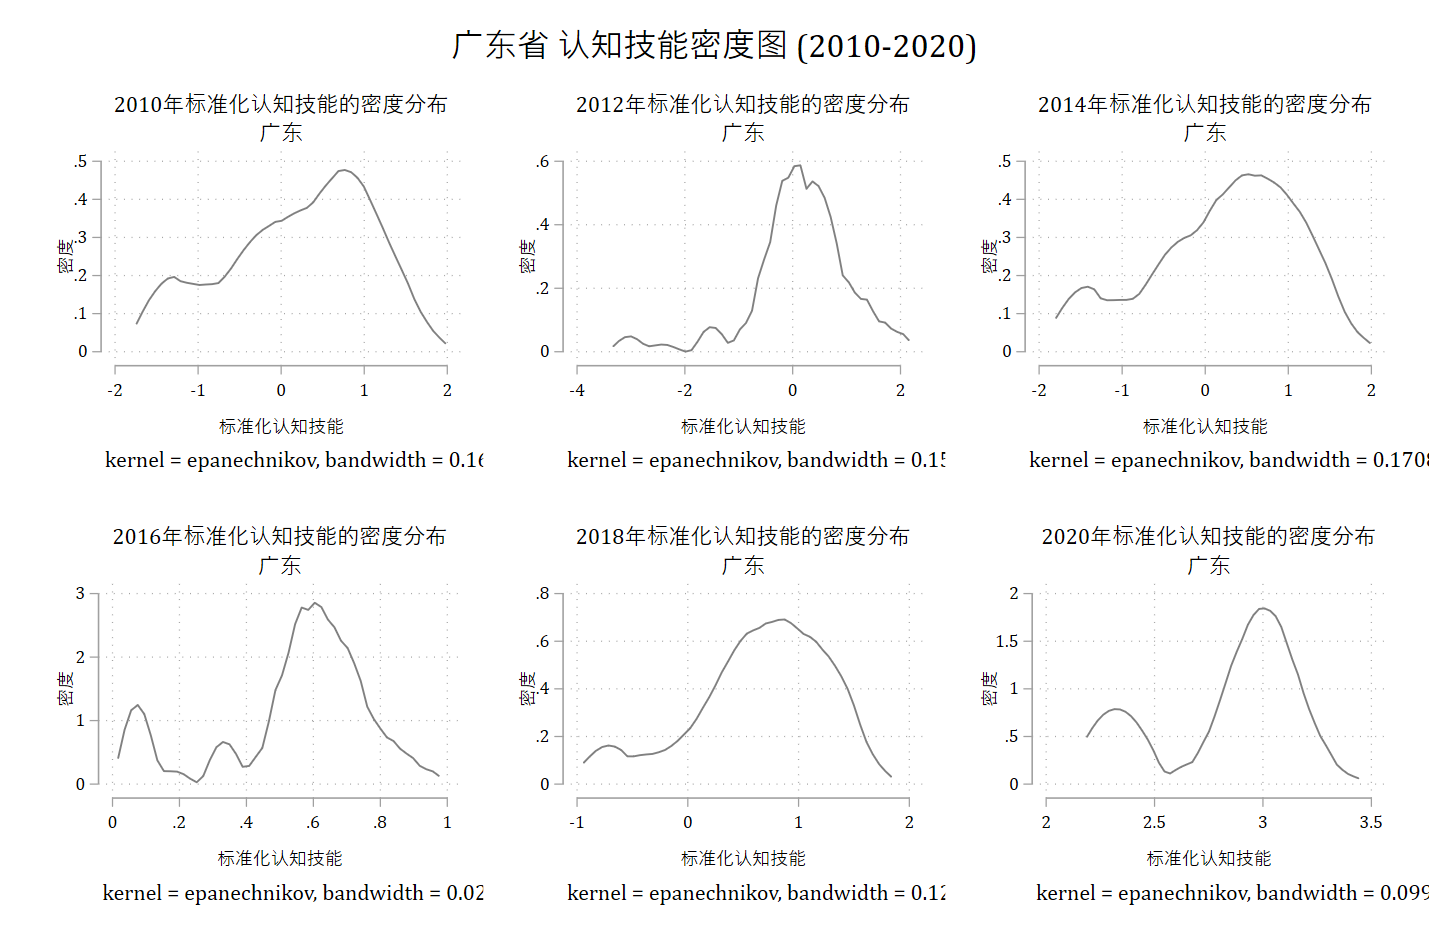 广东省 认知技能密度图 (2010-2020)
2010年标准化认知技能的密度分布
广东
密度
.5
.4
.3
.2
.1
0
-2
-1
0
1
2
标准化认知技能
kernel = epanechnikov, bandwidth = 0.16
2012年标准化认知技能的密度分布
广东
密度
.6
.4
.2
0
-4
-2
0
2
标准化认知技能
kernel = epanechnikov, bandwidth = 0.15
2014年标准化认知技能的密度分布
广东
密度
.5
.4
.3
.2
.1
0
-2
-1
0
1
2
标准化认知技能
kernel = epanechnikov, bandwidth = 0.1708
2016年标准化认知技能的密度分布
广东
密度
3
2
1
0
0
.2
.4
.6
.8
1
标准化认知技能
kernel = epanechnikov, bandwidth = 0.02
2018年标准化认知技能的密度分布
广东
密度
.8
.6
.4
.2
0
-1
0
1
2
标准化认知技能
kernel = epanechnikov, bandwidth = 0.12
2020年标准化认知技能的密度分布
广东
密度
2
1.5
1
.5
0
2
2.5
3
3.5
标准化认知技能
kernel = epanechnikov, bandwidth = 0.099